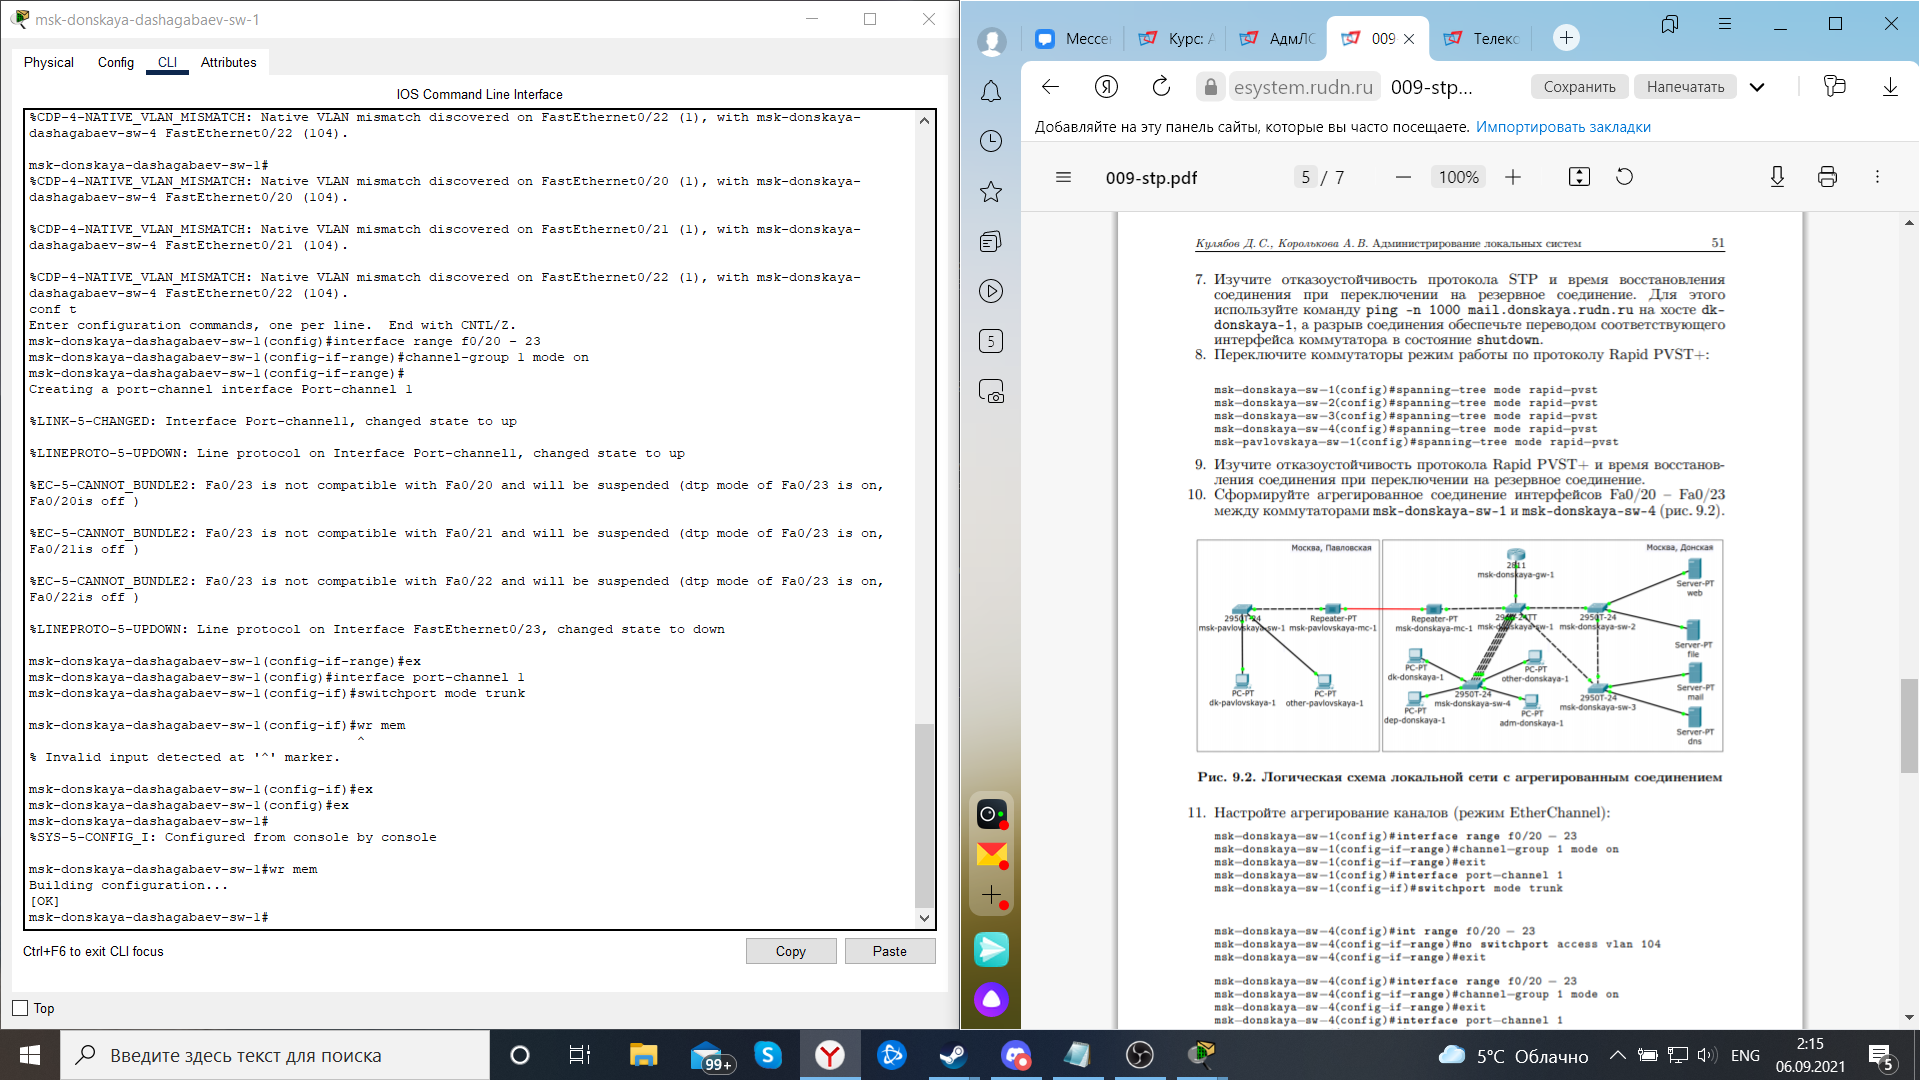 msk-donskaya-dashagabaev-sw-1
Physical Config CLI Attributes
IOS Command Line Interface
%CDP-4-NATIVE_VLAN_MISMATCH: Native VLAN mismatch discovered on FastEthernet0/22 (1), with msk-donskaya-
dashagabaev-sw-4 FastEthernet0/22 (104).
msk-donskaya-dashagabaev-sw-1#
%CDP-4-NATIVE_VLAN_MISMATCH: Native VLAN mismatch discovered on FastEthernet0/20 (1), with msk-donskaya-
dashagabaev-sw-4 FastEthernet0/20 (104).
%CDP-4-NATIVE_VLAN_MISMATCH: Native VLAN mismatch discovered on FastEthernet0/21 (1), with msk-donskaya-
dashagabaev-sw-4 FastEthernet0/21 (104).
%CDP-4-NATIVE_VLAN_MISMATCH: Native VLAN mismatch discovered on FastEthernet0/22 (1), with msk-donskaya-
dashagabaev-sw-4 FastEthernet0/22 (104).
conf t
Enter configuration commands, one per line.  End with CNTL/Z.
msk-donskaya-dashagabaev-sw-1(config)#interface range f0/20 - 23
msk-donskaya-dashagabaev-sw-1(config-if-range)#channel-group 1 mode on
msk-donskaya-dashagabaev-sw-1(config-if-range)#
Creating a port-channel interface Port-channel 1
%LINK-5-CHANGED: Interface Port-channel1, changed state to up
%LINEPROTO-5-UPDOWN: Line protocol on Interface Port-channel1, changed state to up
%EC-5-CANNOT_BUNDLE2: Fa0/23 is not compatible with Fa0/20 and will be suspended (dtp mode of Fa0/23 is on,
Fa0/20is off )
%EC-5-CANNOT_BUNDLE2: Fa0/23 is not compatible with Fa0/21 and will be suspended (dtp mode of Fa0/23 is on,
Fa0/21is off )
%EC-5-CANNOT_BUNDLE2: Fa0/23 is not compatible with Fa0/22 and will be suspended (dtp mode of Fa0/23 is on,
Fa0/22is off )
%LINEPROTO-5-UPDOWN: Line protocol on Interface FastEthernet0/23, changed state to down
msk-donskaya-dashagabaev-sw-1(config-if-range)#ex
msk-donskaya-dashagabaev-sw-1(config)#interface port-channel 1
msk-donskaya-dashagabaev-sw-1(config-if)#switchport mode trunk
msk-donskaya-dashagabaev-sw-1(config-if)#wr mem
^
% Invalid input detected at '^' marker.
msk-donskaya-dashagabaev-sw-1(config-if)#ex
msk-donskaya-dashagabaev-sw-1(config)#ex
msk-donskaya-dashagabaev-sw-1#
%SYS-5-CONFIG_I: Configured from console by console
msk-donskaya-dashagabaev-sw-1#wr mem
Building configuration...
[OK]
msk-donskaya-dashagabaev-sw-1#
Ctrl+F6 to exit CLI focus
Copy Paste
Top
Мессе Курс: А АдмЛС 009 Телекс
esystem.rudn.ru 009-stp... Сохранить Напечатать
Добавляйте на эту панель сайты, которые вы часто посещаете. Импортировать закладки
009-stp.pdf 5 / 7 100%
5
Кулябов Д. С., Королькова А. В. Администрирование локальных систем 51
7. Изучите отказоустойчивость протокола STP и время восстановления
соединения при переключении на резервное соединение. Для этого
используйте команду ping -n 1000 mail.donskaya.rudn.ru на хосте dk-
donskaya-1, а разрыв соединения обеспечьте переводом соответствующего
интерфейса коммутатора в состояние shutdown.
8. Переключите коммутаторы режим работы по протоколу Rapid PVST+:
msk-donskaya-sw-1(config)#spanning-tree mode rapid-pvst
msk-donskaya-sw-2(config)#spanning-tree mode rapid-pvst
msk-donskaya-sw-3(config)#spanning-tree mode rapid-pvst
msk-donskaya-sw-4(config)#spanning-tree mode rapid-pvst
msk-pavlovskaya-sw-1(config)#spanning-tree mode rapid-pvst
9. Изучите отказоустойчивость протокола Rapid PVST+ и время восстанов-
ления соединения при переключении на резервное соединение.
10. Сформируйте агрегированное соединение интерфейсов Fa0/20 – Fa0/23
между коммутаторами msk-donskaya-sw-1 и msk-donskaya-sw-4 (рис. 9.2).
Москва, Павловская Москва, Донская
2811
msk-donskaya-gw-1
Server-PT
web
2950T-24
msk-pavlovskaya-sw-1
Repeater-PT
msk-pavlovskaya-mc-1
Repeater-PT
msk-donskaya-mc-1
msk-donskaya-sw-1
2950T-24
msk-donskaya-sw-2
Server-PT
file
PC-PT
dk-donskaya-1
PC-PT
other-donskaya-1
Server-PT
mail
PC-PT
dk-pavlovskaya-1
PC-PT
other-pavlovskaya-1
PC-PT
dep-donskaya-1
2950T-24
msk-donskaya-sw-4
PC-PT
adm-donskaya-1
2950T-24
msk-donskaya-sw-3
Server-PT
dns
Рис. 9.2. Логическая схема локальной сети с агрегированным соединением
11. Настройте агрегирование каналов (режим EtherChannel):
msk-donskaya-sw-1(config)#interface range f0/20 - 23
msk-donskaya-sw-1(config-if-range)#channel-group 1 mode on
msk-donskaya-sw-1(config-if-range)#exit
msk-donskaya-sw-1(config)#interface port-channel 1
msk-donskaya-sw-1(config-if)#switchport mode trunk
msk-donskaya-sw-4(config)#int range f0/20 - 23
msk-donskaya-sw-4(config-if-range)#no switchport access vlan 104
msk-donskaya-sw-4(config-if-range)#exit
msk-donskaya-sw-4(config)#interface range f0/20 - 23
msk-donskaya-sw-4(config-if-range)#channel-group 1 mode on
msk-donskaya-sw-4(config-if-range)#exit
msk-donskaya-sw-4(config)#interface port-channel 1
Введите здесь текст для поиска
99+
5°C Облачно
ENG
2:15
06.09.2021
5